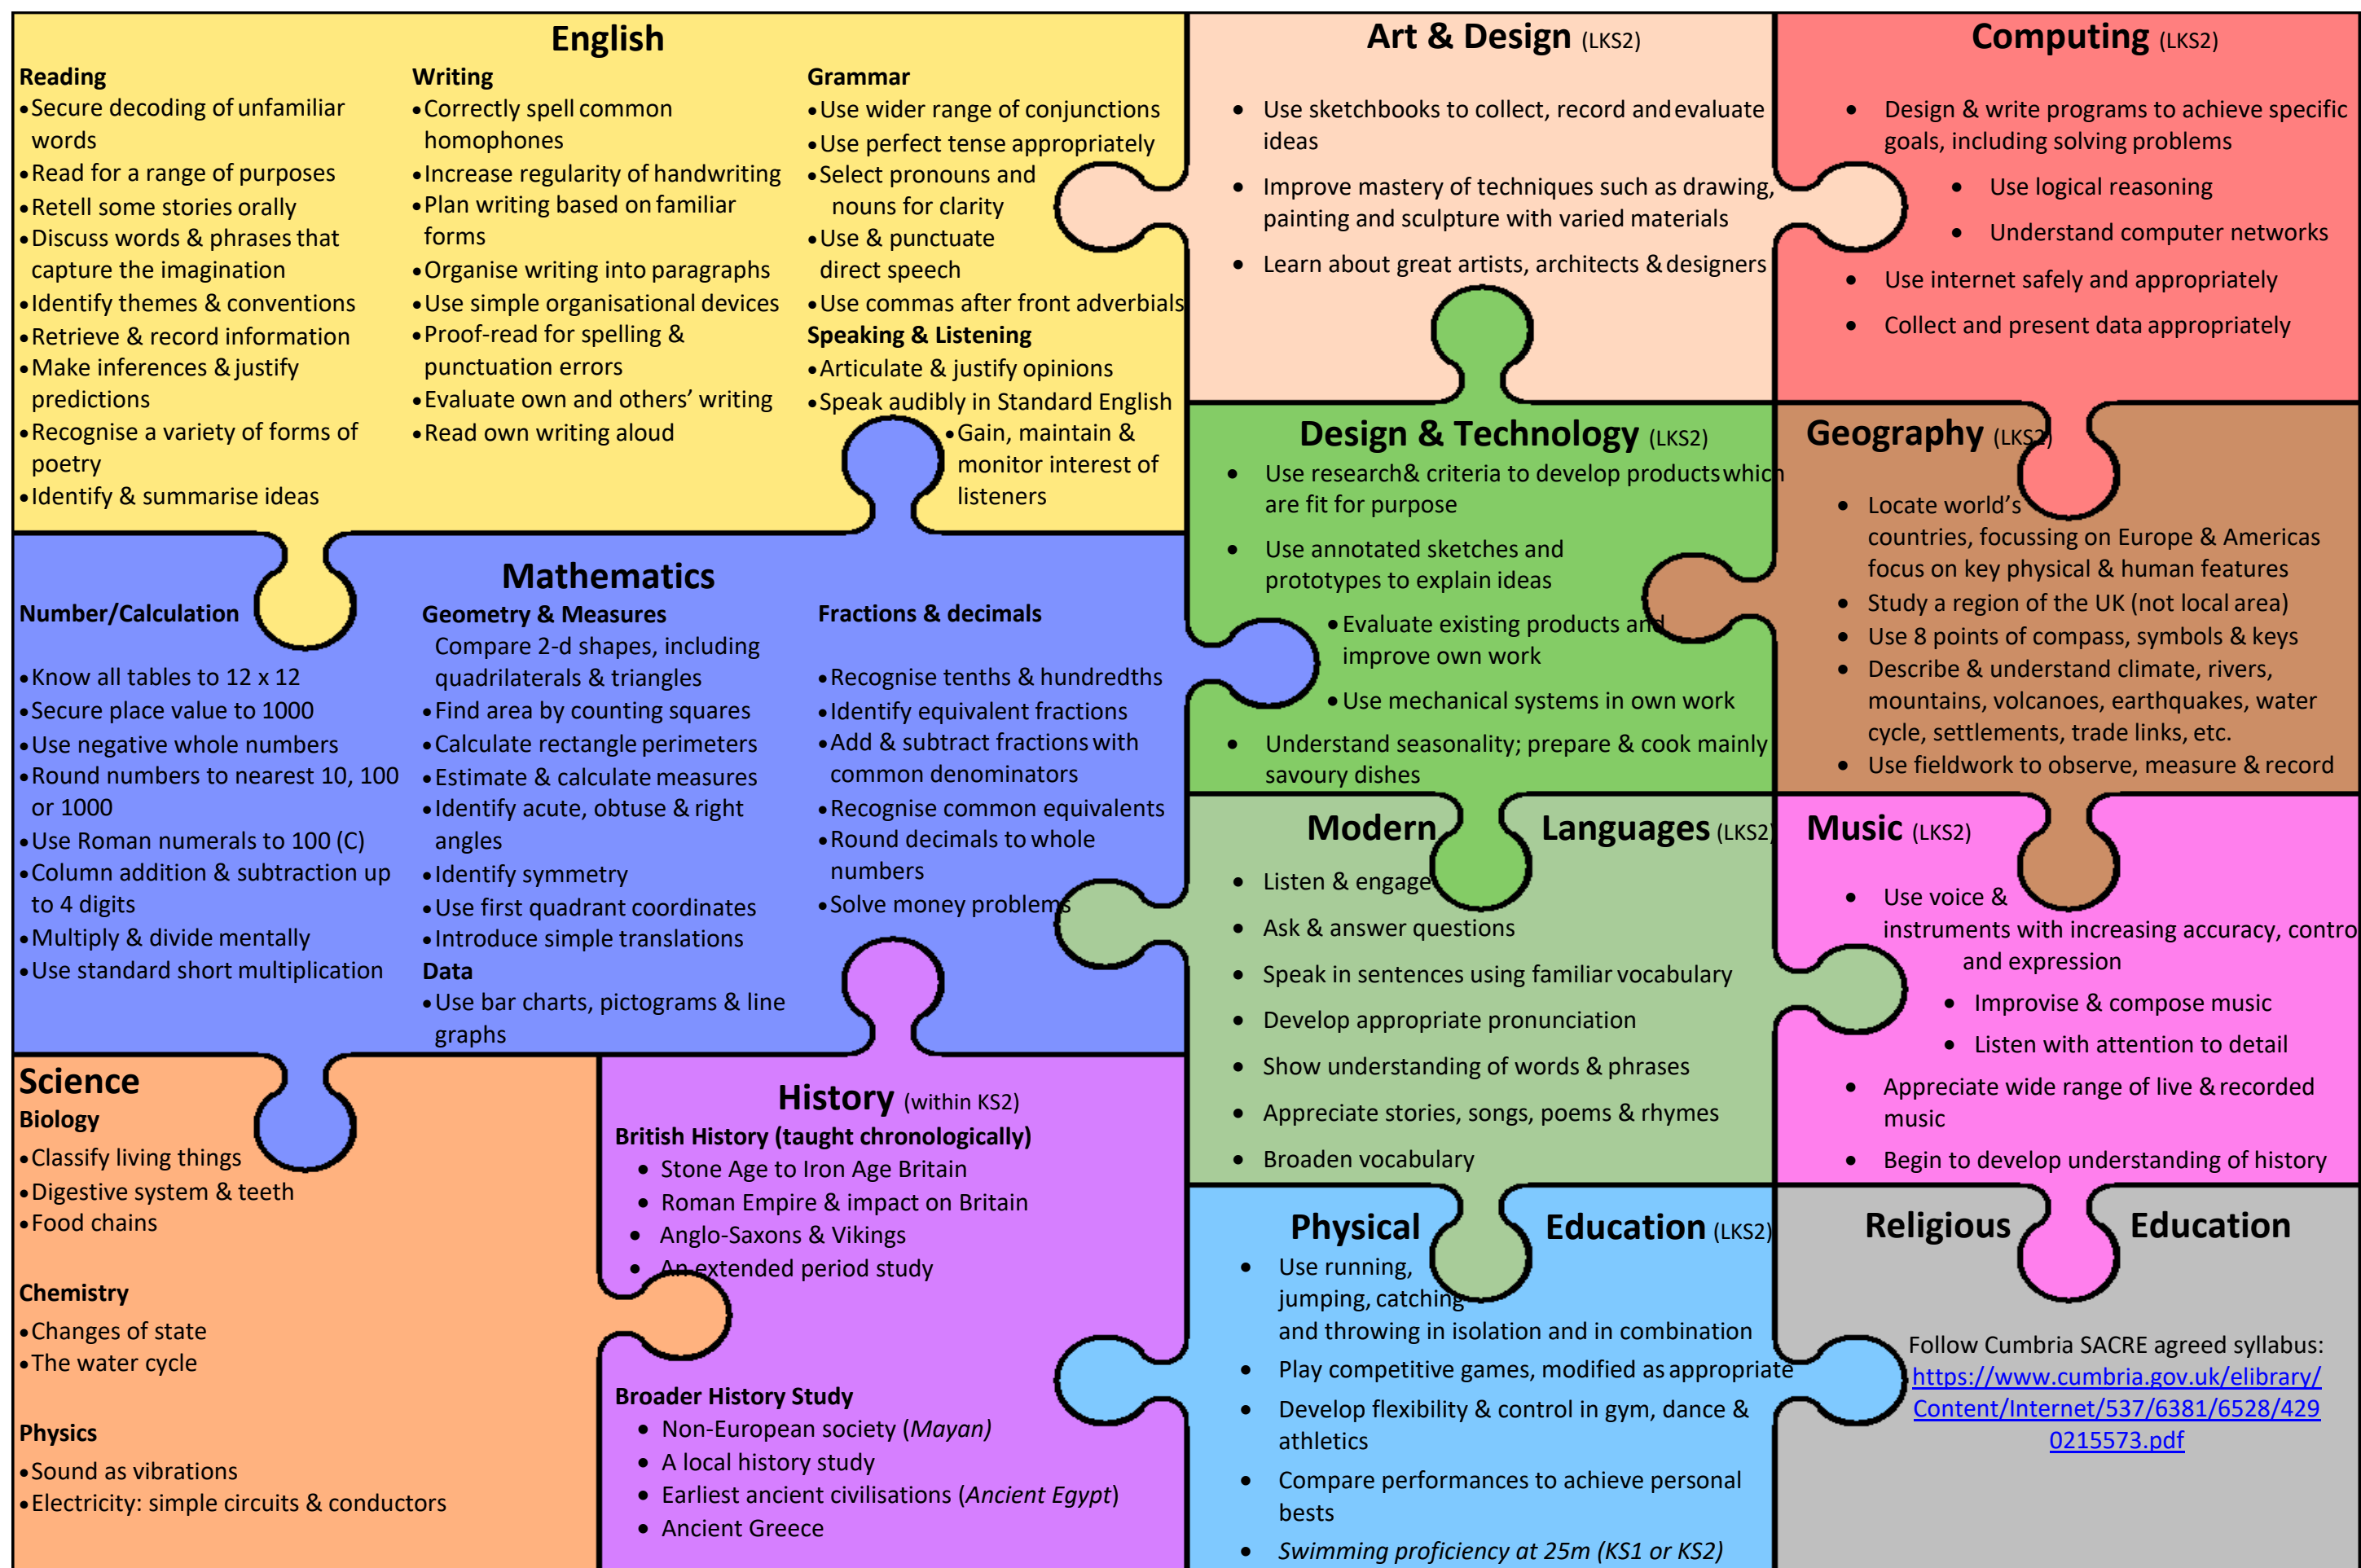 English
Reading
•Secure decoding of unfamiliar
words
•Read for a range of purposes
•Retell some stories orally
•Discuss words & phrases that
capture the imagination
•Identify themes & conventions
•Retrieve & record information
•Make inferences & justify
predictions
•Recognise a variety of forms of
poetry
•Identify & summarise ideas
Writing
•Correctly spell common
homophones
•Increase regularity of handwriting
•Plan writing based on familiar
forms
•Organise writing into paragraphs
•Use simple organisational devices
•Proof-read for spelling &
punctuation errors
•Evaluate own and others’ writing
•Read own writing aloud
Grammar
•Use wider range of conjunctions
•Use perfect tense appropriately
•Select pronouns and
nouns for clarity
•Use & punctuate
direct speech
•Use commas after front adverbials
Speaking & Listening
•Articulate & justify opinions
•Speak audibly in Standard English
•Gain, maintain &
monitor interest of
listeners
Art & Design (LKS2)
• Use sketchbooks to collect, record and evaluate
ideas
• Improve mastery of techniques such as drawing,
painting and sculpture with varied materials
• Learn about great artists, architects & designers
Computing (LKS2)
• Design & write programs to achieve specific
goals, including solving problems
• Use logical reasoning
• Understand computer networks
• Use internet safely and appropriately
• Collect and present data appropriately
Design & Technology (LKS2)
• Use research& criteria to develop products which
are fit for purpose
• Use annotated sketches and
prototypes to explain ideas
• Evaluate existing products and
improve own work
• Use mechanical systems in own work
• Understand seasonality; prepare & cook mainly
savoury dishes
Geography (LKS2)
• Locate world’s
countries, focussing on Europe & Americas
focus on key physical & human features
• Study a region of the UK (not local area)
• Use 8 points of compass, symbols & keys
• Describe & understand climate, rivers,
mountains, volcanoes, earthquakes, water
cycle, settlements, trade links, etc.
• Use fieldwork to observe, measure & record
Mathematics
Number/Calculation
•Know all tables to 12 x 12
•Secure place value to 1000
•Use negative whole numbers
•Round numbers to nearest 10, 100
or 1000
•Use Roman numerals to 100 (C)
•Column addition & subtraction up
to 4 digits
•Multiply & divide mentally
•Use standard short multiplication
Geometry & Measures
Compare 2-d shapes, including
quadrilaterals & triangles
•Find area by counting squares
•Calculate rectangle perimeters
•Estimate & calculate measures
•Identify acute, obtuse & right
angles
•Identify symmetry
•Use first quadrant coordinates
•Introduce simple translations
Data
•Use bar charts, pictograms & line
graphs
Fractions & decimals
•Recognise tenths & hundredths
•Identify equivalent fractions
•Add & subtract fractions with
common denominators
•Recognise common equivalents
•Round decimals to whole
numbers
•Solve money problems
Modern Languages (LKS2)
• Listen & engage
• Ask & answer questions
• Speak in sentences using familiar vocabulary
• Develop appropriate pronunciation
• Show understanding of words & phrases
• Appreciate stories, songs, poems & rhymes
• Broaden vocabulary
Music (LKS2)
• Use voice &
instruments with increasing accuracy, contro
and expression
• Improvise & compose music
• Listen with attention to detail
• Appreciate wide range of live & recorded
music
• Begin to develop understanding of history
Science
Biology
•Classify living things
•Digestive system & teeth
•Food chains
Chemistry
•Changes of state
•The water cycle
Physics
•Sound as vibrations
•Electricity: simple circuits & conductors
History (within KS2)
British History (taught chronologically)
• Stone Age to Iron Age Britain
• Roman Empire & impact on Britain
• Anglo-Saxons & Vikings
• An extended period study
Broader History Study
• Non-European society (Mayan)
• A local history study
• Earliest ancient civilisations (Ancient Egypt)
• Ancient Greece
Physical Education (LKS2)
• Use running,
jumping, catching
and throwing in isolation and in combination
• Play competitive games, modified as appropriate
• Develop flexibility & control in gym, dance &
athletics
• Compare performances to achieve personal
bests
• Swimming proficiency at 25m (KS1 or KS2)
Religious Education
Follow Cumbria SACRE agreed syllabus:
https://www.cumbria.gov.uk/elibrary/
Content/Internet/537/6381/6528/429
0215573.pdf